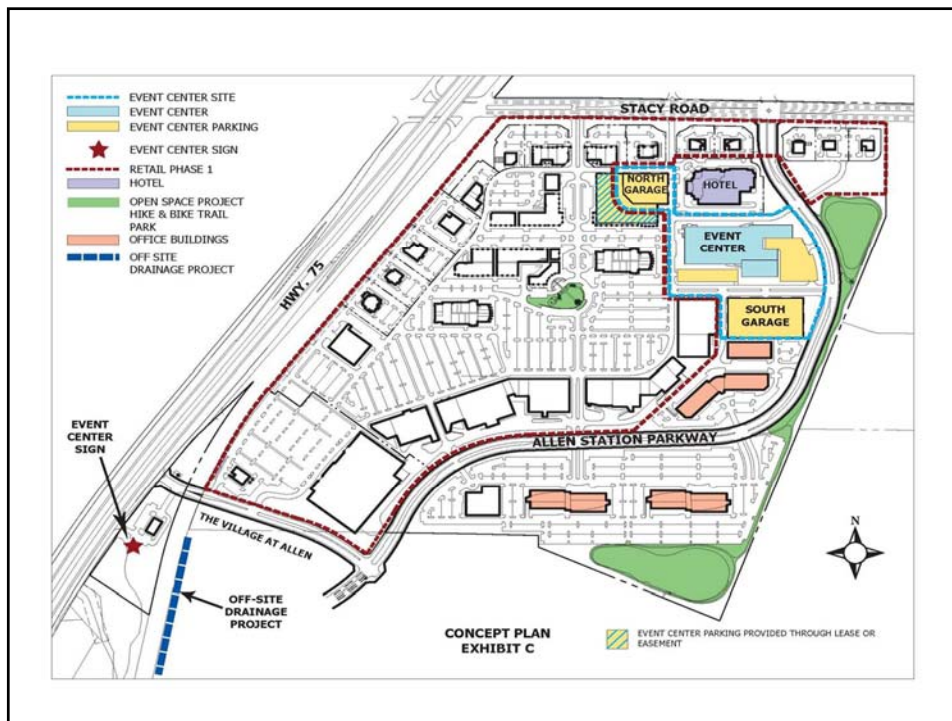 EVENT CENTER SITE
EVENT CENTER
EVENT CENTER PARKING
EVENT CENTER SIGN
RETAIL PHASE 1
HOTEL
OPEN SPACE PROJECT
HIKE & BIKE TRAIL
PARK
OFFICE BUILDINGS
OFF SITE
DRAINAGE PROJECT
STACY ROAD
HWY. 75
NORTH
GARAGE
HOTEL
EVENT
CENTER
SOUTH
GARAGE
EVENT
CENTER
SIGN
ALLEN STATION PARKWAY
THE VILLAGE AT ALLEN
N
OFF-SITE
DRAINAGE
PROJECT
CONCEPT PLAN
EXHIBIT C
EVENT CENTER PARKING PROVIDED THROUGH LEASE OR
EASEMENT